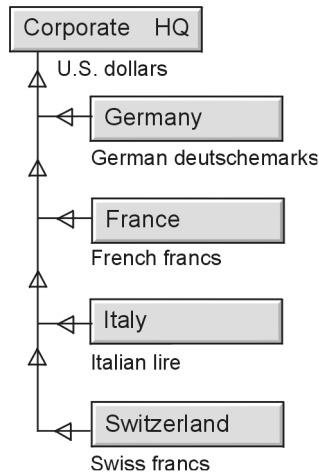 Corporate HQ
U.S. dollars
Germany
German deutschemarks
France
French francs
Italy
Italian lire
Switzerland
Swiss francs